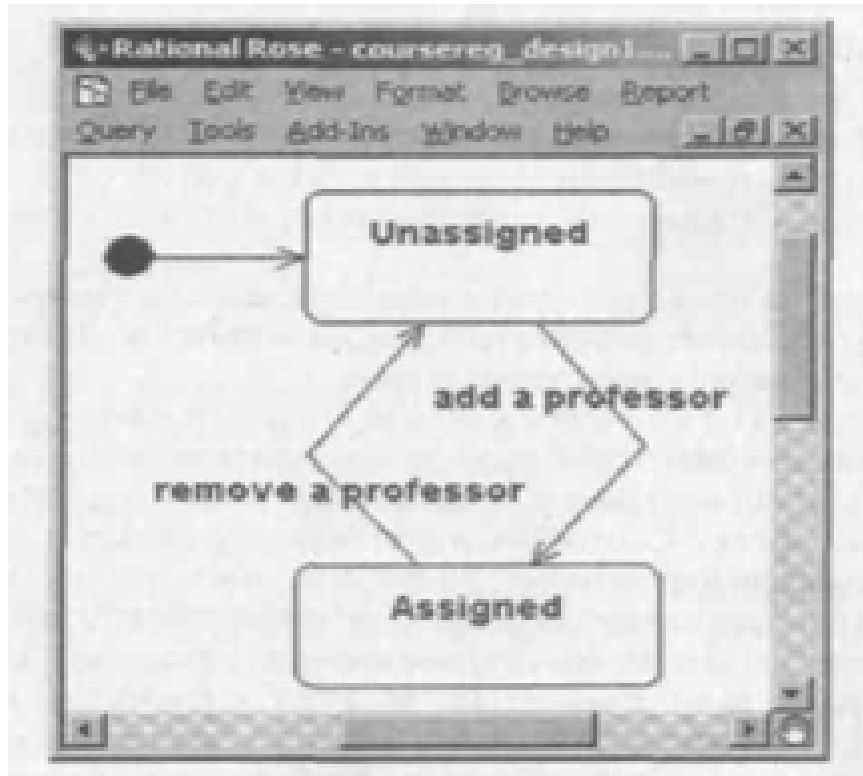 Rational Rose - coursereg_design1...
File Edit View Format Browse Report
Query Tools Add-Ins Window Help
Unassigned
add a professor
remove a professor
Assigned